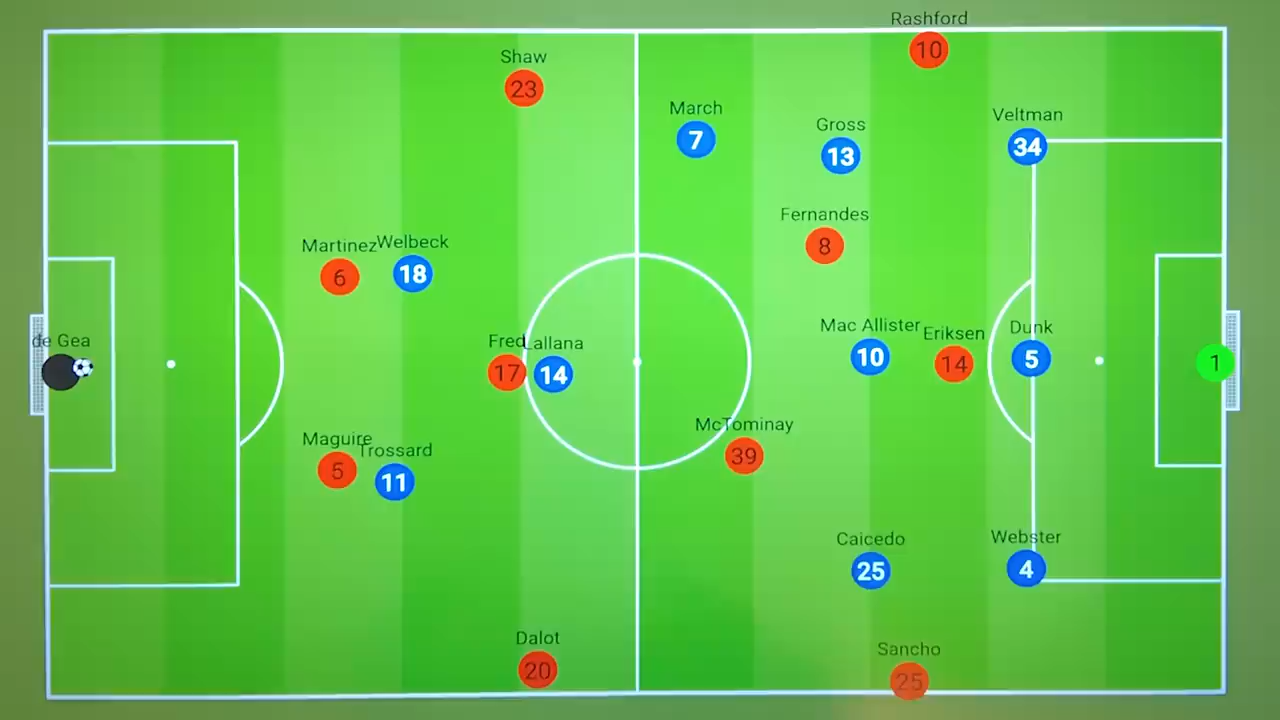 Rashford
10
Shaw
23
March
7
Gross
13
Veltman
34
Fernandes
8
Martinez
6
Welbeck
18
de Gea
Fred
17
Lallana
14
Mac Allister
10
Eriksen
14
Dunk
5
1
McTominay
39
Maguire
5
Trossard
11
Caicedo
25
Webster
4
Dalot
20
Sancho
25